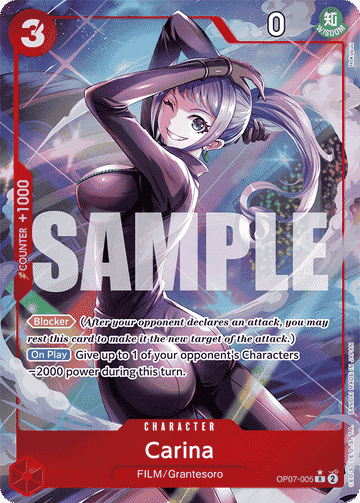 3
0
知
WISDOM
COUNTER +1000
SAMPLE
Blocker (After your opponent declares an attack, you may
rest this card to make it the new target of the attack.)
On Play Give up to 1 of your opponent's Characters
−2000 power during this turn.
CHARACTER
Carina
FILM/Grantesoro
OP07-005 R 2